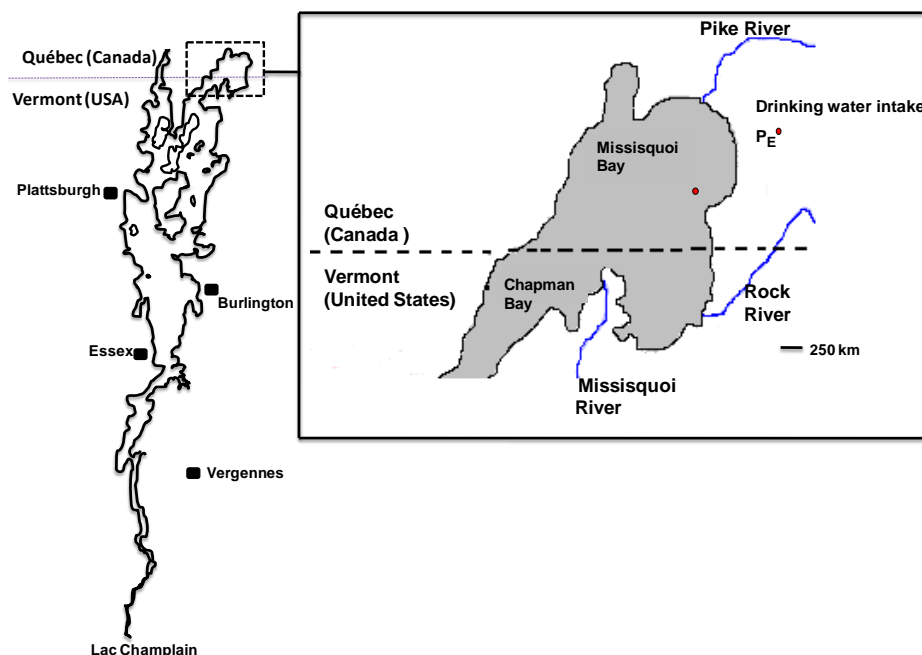 Québec (Canada)
Vermont (USA)
Plattsburgh
Burlington
Essex
Vergennes
Lac Champlain
Pike River
Drinking water intake
PE
Missisquoi
Bay
Québec
(Canada )
Vermont
(United States)
Chapman
Bay
Rock
River
250 km
Missisquoi
River